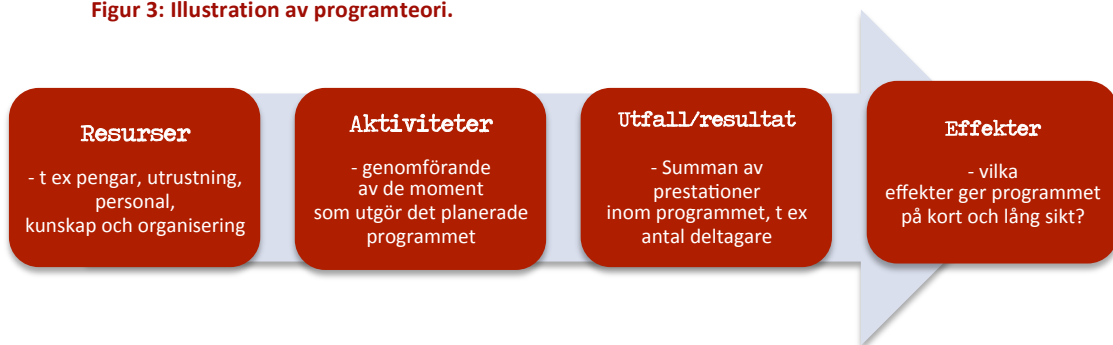 Figur 3: Illustration av programteori.
Resurser
- t ex pengar, utrustning,
personal,
kunskap och organisering
Aktiviteter
- genomförande
av de moment
som utgör det planerade
programmet
Utfall/resultat
- Summan av
prestationer
inom programmet, t ex
antal deltagare
Effekter
- vilka
effekter ger programmet
på kort och lång sikt?